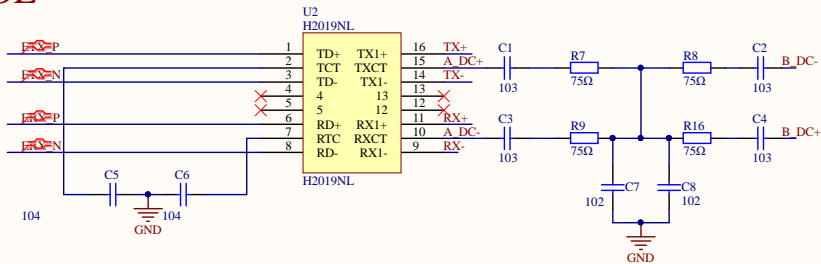 U2
H2019NL
1 TD+ TX1+ 16 TX+
2 TCT TXCT 15 A_DC+
3 TD- TX1- 14 TX-
4 13 13
5 12 12
6 RD+ RX1+ 11 RX+
7 RTC RXCT 10 A_DC-
8 RD- RX1- 9 RX-
H2019NL
C1
103
R7
75Ω
R8
75Ω
C2
103
B_DC-
C3
103
R9
75Ω
R16
75Ω
C4
103
B_DC+
C5
104
C6
104
GND
C7
102
C8
102
GND